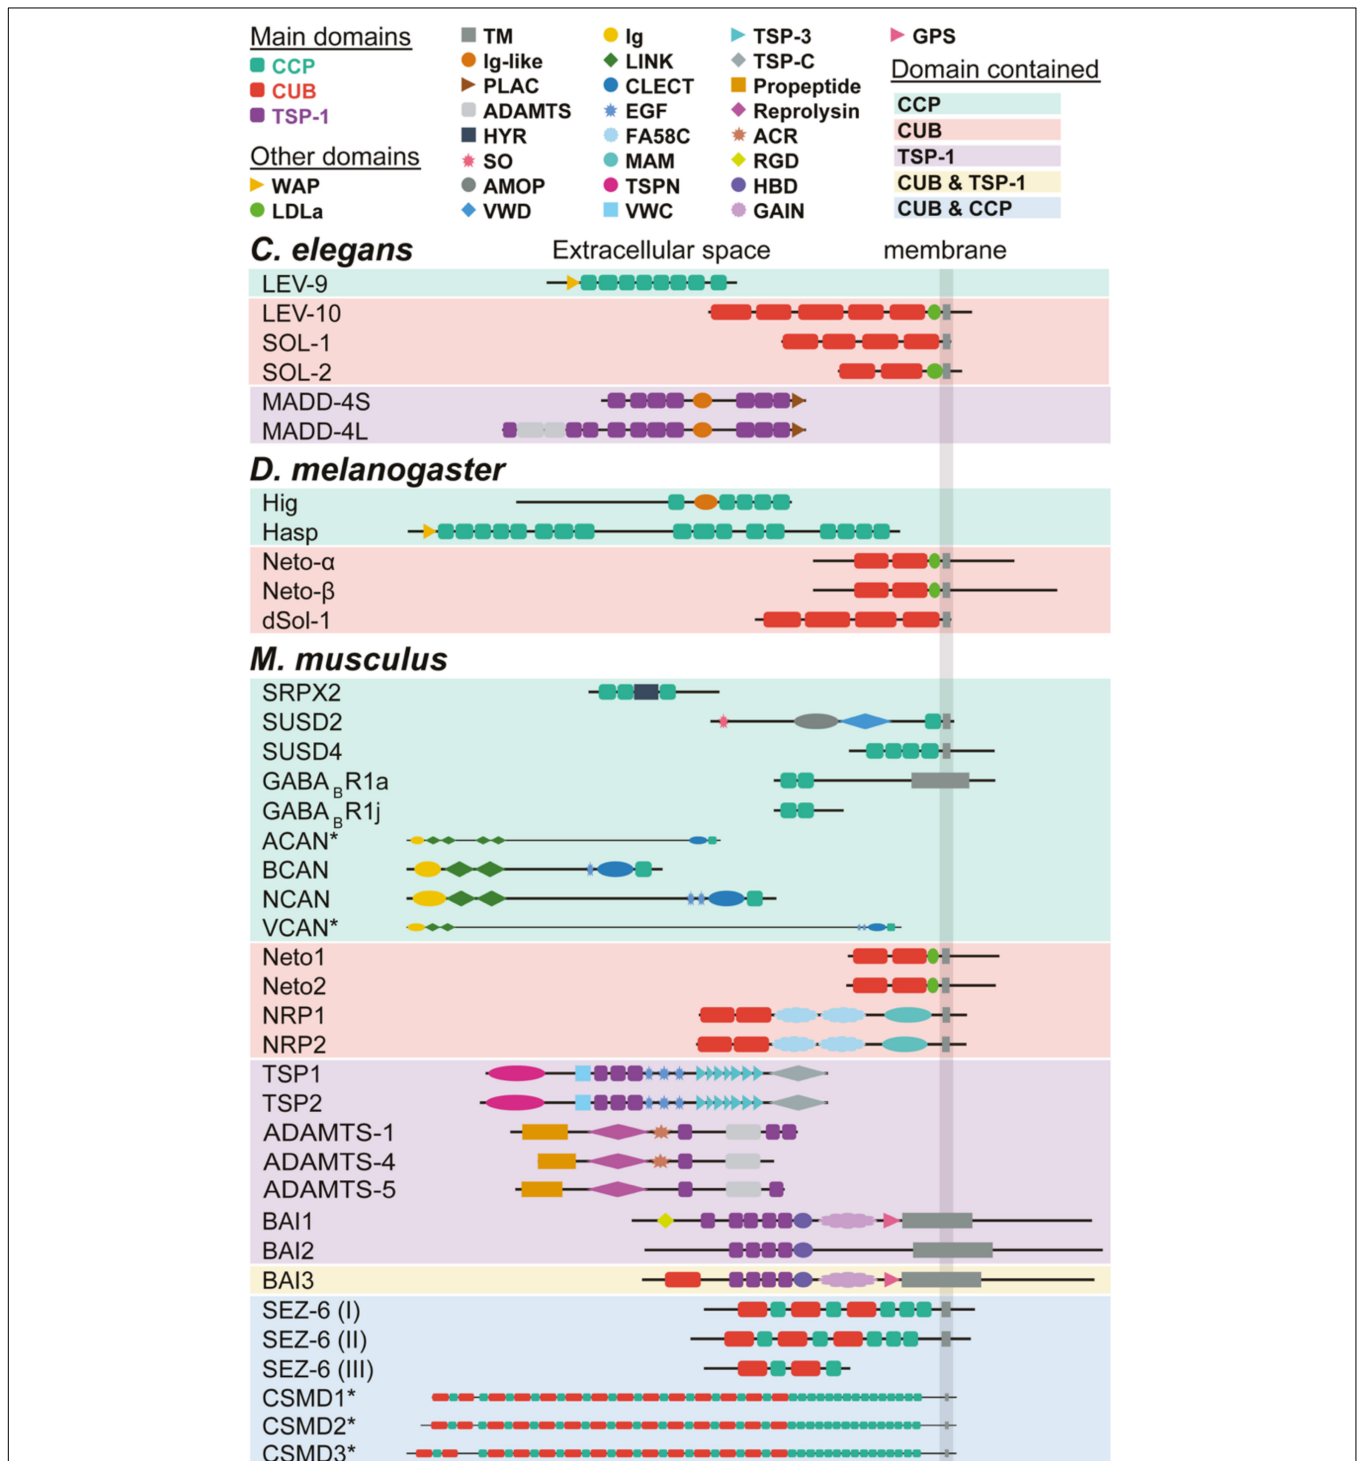 Main domains
CCP
CUB
TSP-1
Other domains
WAP
LDLa
TM
Ig-like
PLAC
ADAMTS
HYR
SO
AMOP
VWD
Ig
LINK
CLECT
EGF
FA58C
MAM
TSPN
VWC
TSP-3
TSP-C
Propeptide
Reprolysin
ACR
RGD
HBD
GAIN
GPS
Domain contained
CCP
CUB
TSP-1
CUB & TSP-1
CUB & CCP
C. elegans Extracellular space membrane
LEV-9
LEV-10
SOL-1
SOL-2
MADD-4S
MADD-4L
D. melanogaster
Hig
Hasp
Neto-α
Neto-β
dSol-1
M. musculus
SRPX2
SUSD2
SUSD4
GABA B R1a
GABA B R1j
ACAN*
BCAN
NCAN
VCAN*
Neto1
Neto2
NRP1
NRP2
TSP1
TSP2
ADAMTS-1
ADAMTS-4
ADAMTS-5
BAI1
BAI2
BAI3
SEZ-6 (I)
SEZ-6 (II)
SEZ-6 (III)
CSMD1*
CSMD2*
CSMD3*